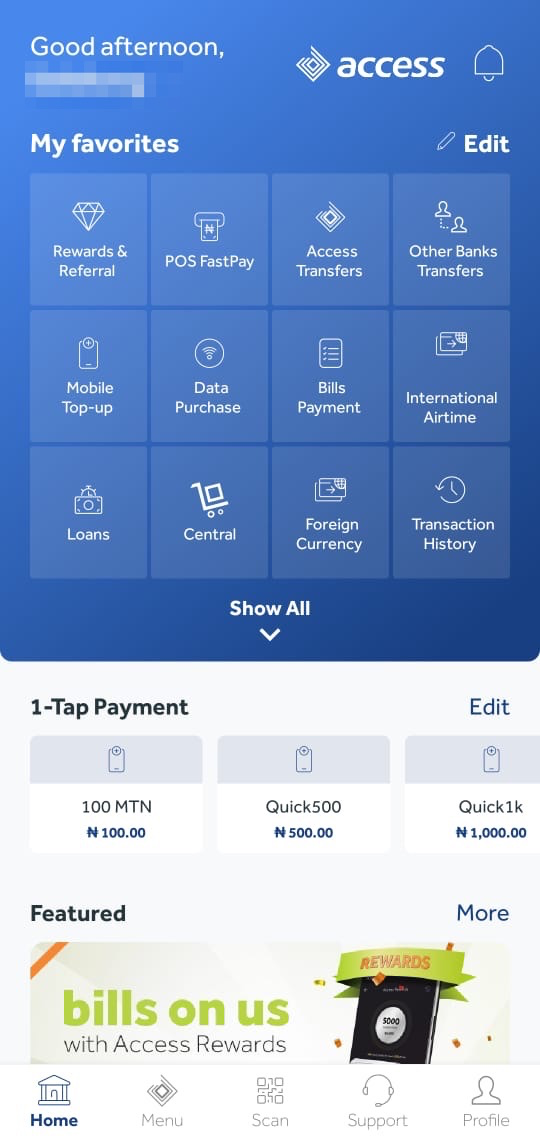 Good afternoon,
access
My favorites
Edit
Rewards &
Referral
POS FastPay
Access
Transfers
Other Banks
Transfers
Mobile
Top-up
Data
Purchase
Bills
Payment
International
Airtime
Loans
Central
Foreign
Currency
Transaction
History
Show All
1-Tap Payment
Edit
100 MTN
₦ 100.00
Quick500
₦ 500.00
Quick1k
₦ 1,000.00
Featured
More
REWARDS
Access Rewards
5000
bills on us
with Access Rewards
Home
Menu
Scan
Support
Profile